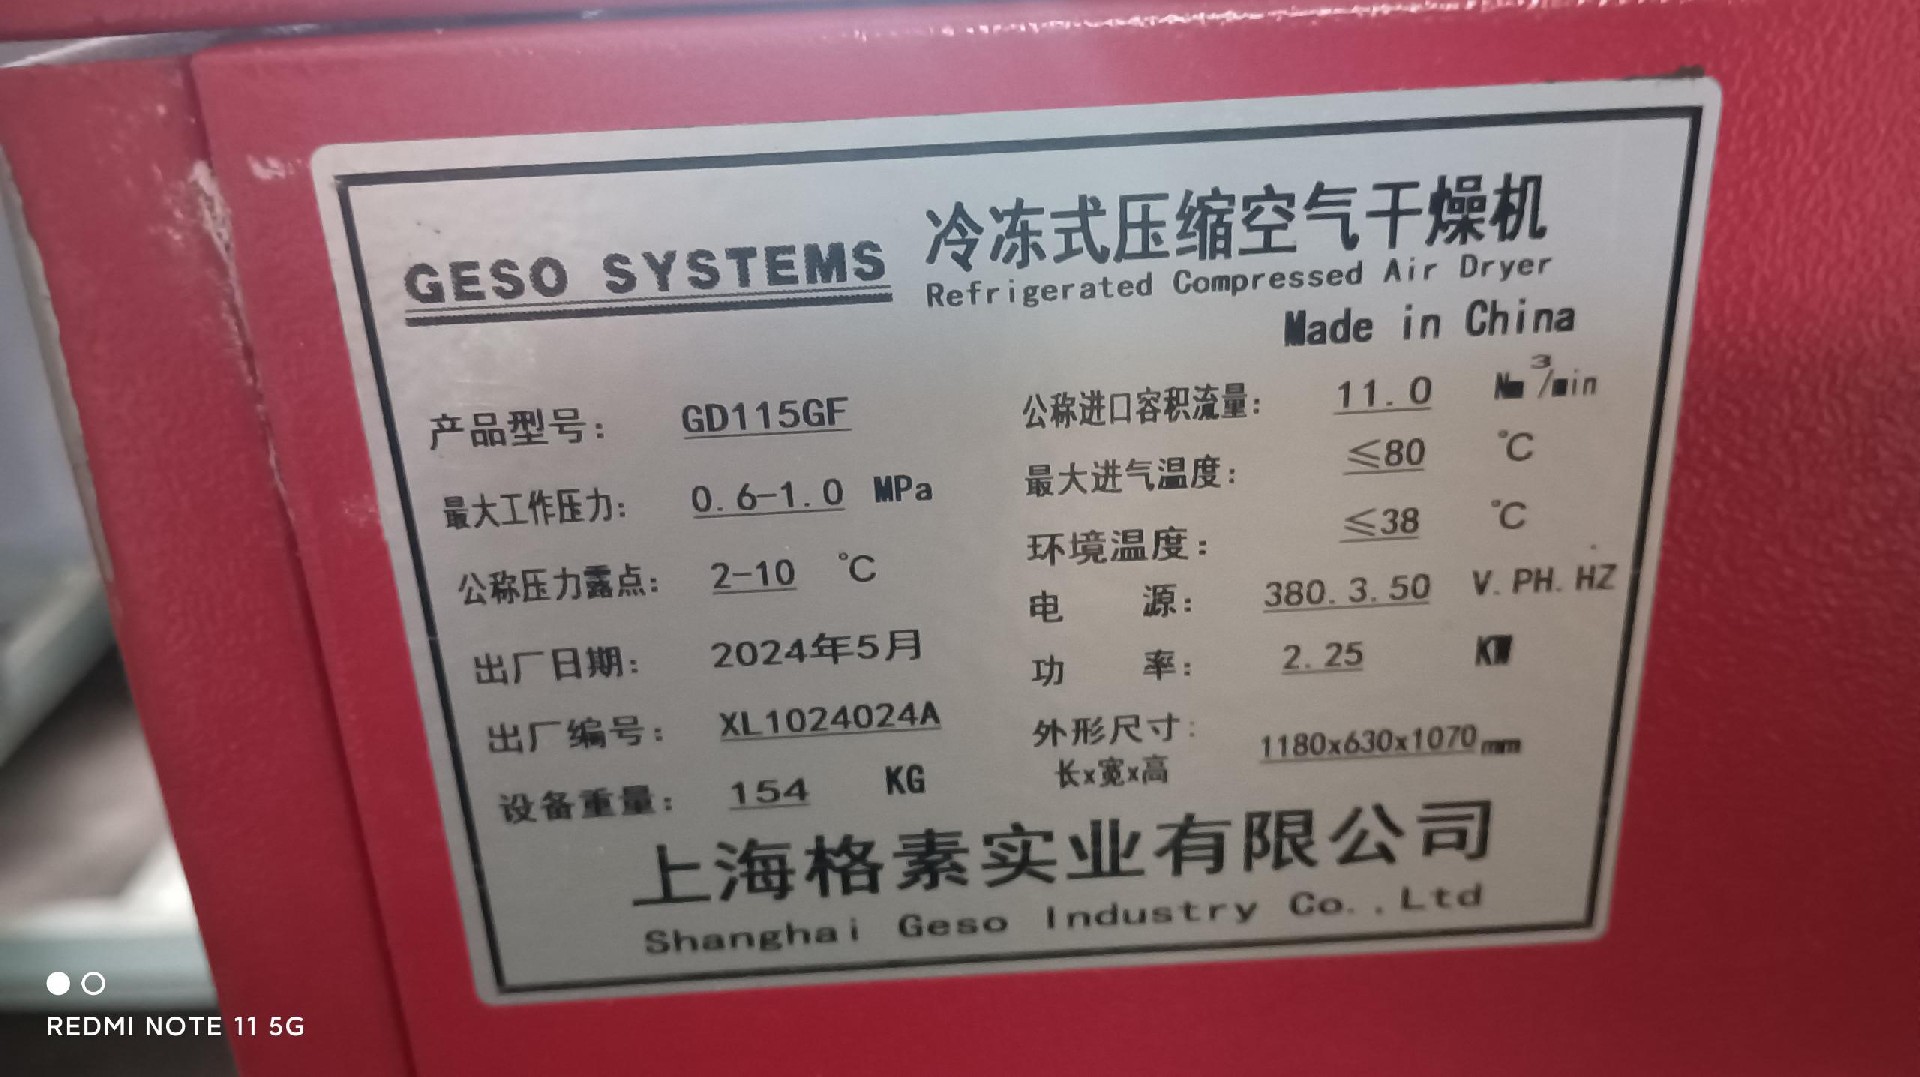 GESO SYSTEMS
冷冻式压缩空气干燥机
Refrigerated Compressed Air Dryer
Made in China
产品型号: GD115GF
公称进口容积流量: 11.0 Nm³/min
最大工作压力: 0.6-1.0 MPa
最大进气温度: ≤80 ℃
公称压力露点: 2-10 ℃
环境温度: ≤38 ℃
电 源: 380.3.50 V.PH.HZ
出厂日期: 2024年5月
功 率: 2.25 KW
出厂编号: XL1024024A
外形尺寸: 1180x630x1070mm
长x宽x高
设备重量: 154 KG
上海格素实业有限公司
Shanghai Geso Industry Co.,Ltd
REDMI NOTE 11 5G